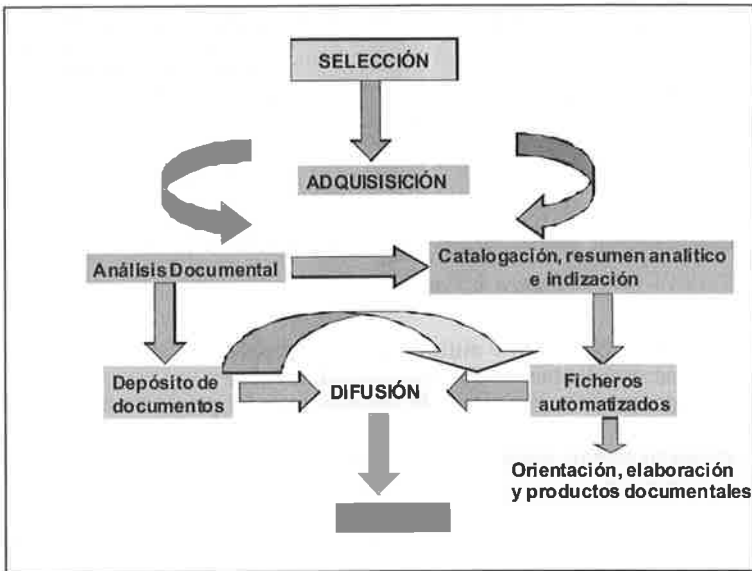 SELECCIÓN
ADQUISISICIÓN
Análisis Documental
Catalogación, resumen analítico
e indización
Depósito de
documentos
DIFUSIÓN
Ficheros
automatizados
Orientación, elaboración
y productos documentales